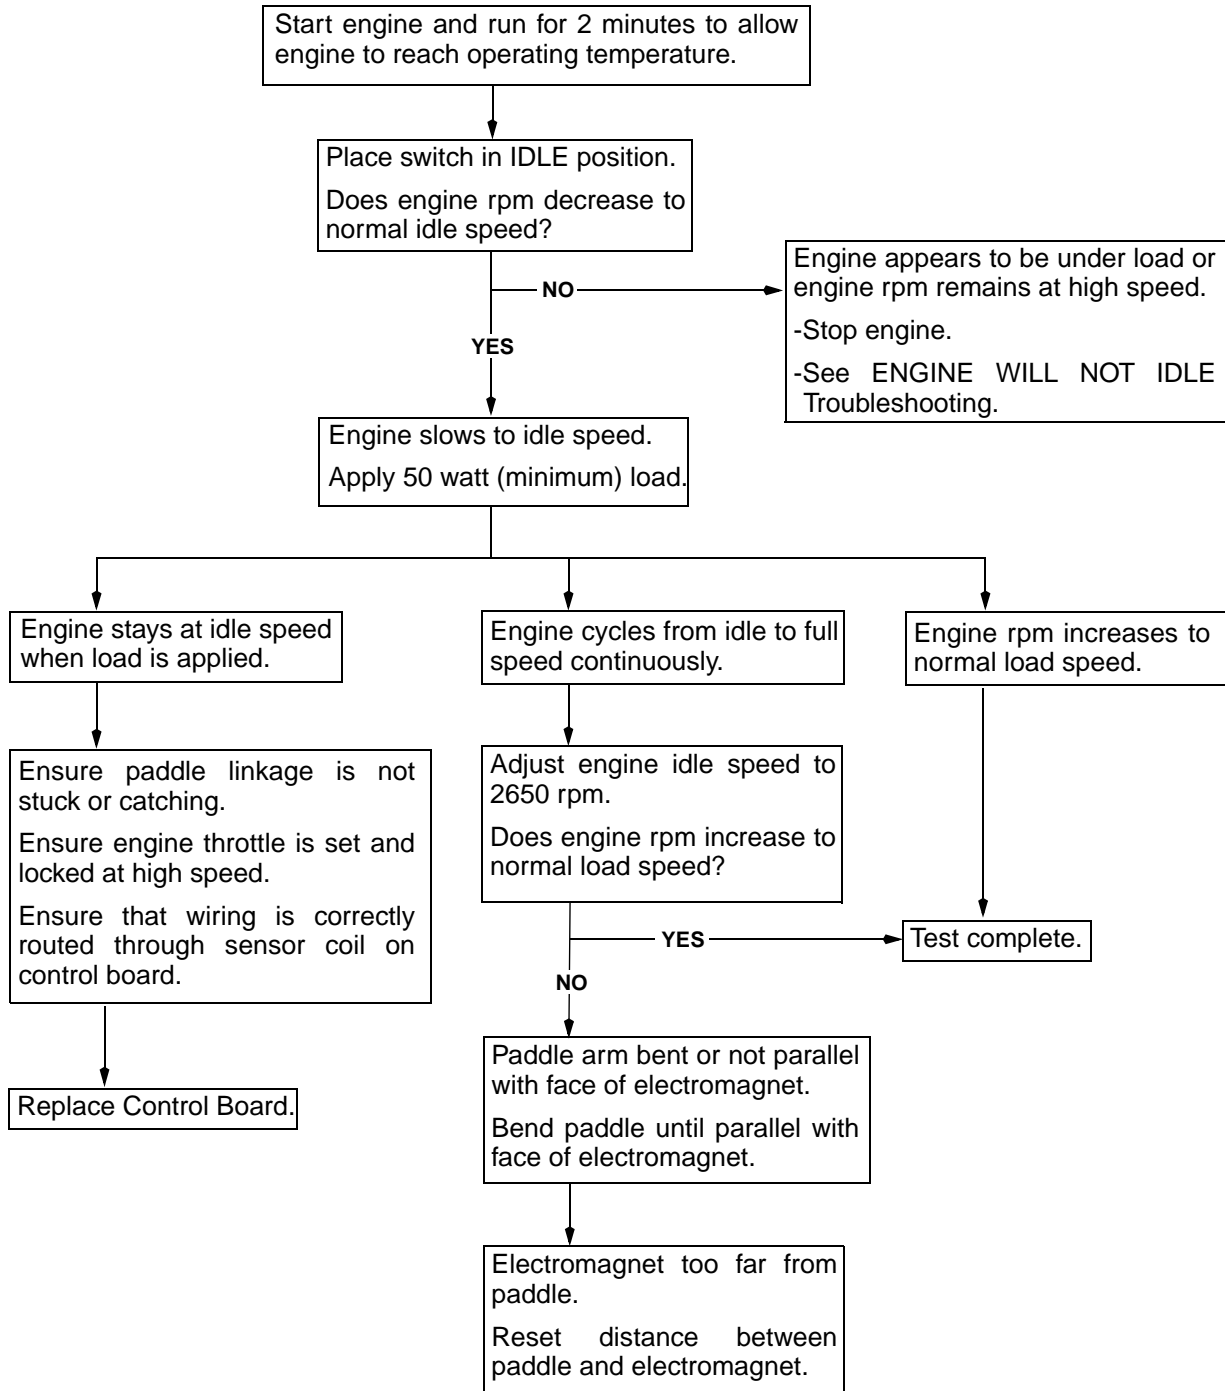 Start engine and run for 2 minutes to allow
engine to reach operating temperature.
Place switch in IDLE position.
Does engine rpm decrease to
normal idle speed?
NO
Engine appears to be under load or
engine rpm remains at high speed.
-Stop engine.
-See ENGINE WILL NOT IDLE
Troubleshooting.
YES
Engine slows to idle speed.
Apply 50 watt (minimum) load.
Engine stays at idle speed
when load is applied.
Engine cycles from idle to full
speed continuously.
Engine rpm increases to
normal load speed.
Ensure paddle linkage is not
stuck or catching.
Ensure engine throttle is set and
locked at high speed.
Ensure that wiring is correctly
routed through sensor coil on
control board.
Adjust engine idle speed to
2650 rpm.
Does engine rpm increase to
normal load speed?
YES
Test complete.
NO
Replace Control Board.
Paddle arm bent or not parallel
with face of electromagnet.
Bend paddle until parallel with
face of electromagnet.
Electromagnet too far from
paddle.
Reset distance between
paddle and electromagnet.